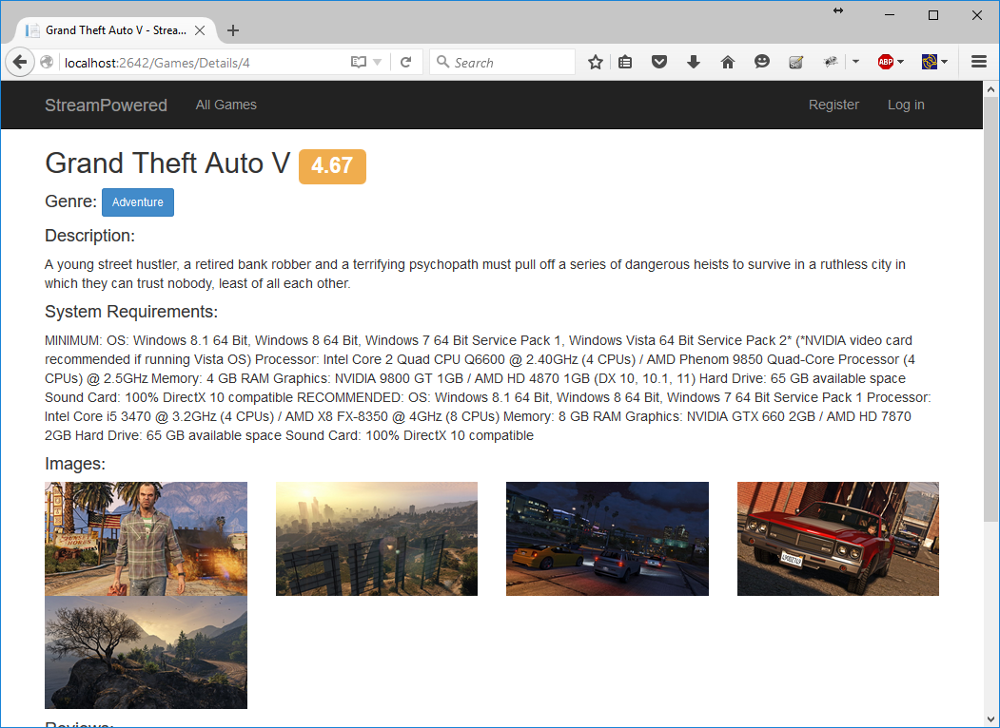 Grand Theft Auto V - Strea...
localhost:2642/Games/Details/4
Search
ABP
StreamPowered
All Games
Register
Log in
Grand Theft Auto V 4.67
Genre: Adventure
Description:
A young street hustler, a retired bank robber and a terrifying psychopath must pull off a series of dangerous heists to survive in a ruthless city in
which they can trust nobody, least of all each other.
System Requirements:
MINIMUM: OS: Windows 8.1 64 Bit, Windows 8 64 Bit, Windows 7 64 Bit Service Pack 1, Windows Vista 64 Bit Service Pack 2* (*NVIDIA video card
recommended if running Vista OS) Processor: Intel Core 2 Quad CPU Q6600 @ 2.40GHz (4 CPUs) / AMD Phenom 9850 Quad-Core Processor (4
CPUs) @ 2.5GHz Memory: 4 GB RAM Graphics: NVIDIA 9800 GT 1GB / AMD HD 4870 1GB (DX 10, 10.1, 11) Hard Drive: 65 GB available space
Sound Card: 100% DirectX 10 compatible RECOMMENDED: OS: Windows 8.1 64 Bit, Windows 8 64 Bit, Windows 7 64 Bit Service Pack 1 Processor:
Intel Core i5 3470 @ 3.2GHz (4 CPUs) / AMD X8 FX-8350 @ 4GHz (8 CPUs) Memory: 8 GB RAM Graphics: NVIDIA GTX 660 2GB / AMD HD 7870
2GB Hard Drive: 65 GB available space Sound Card: 100% DirectX 10 compatible
Images:
Reviews: